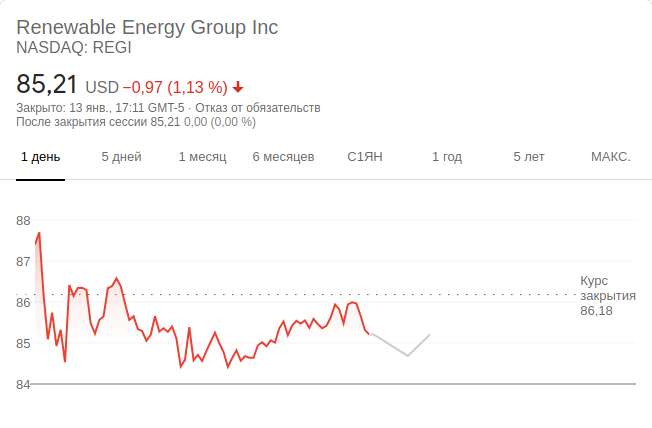 Renewable Energy Group Inc
NASDAQ: REGI
85,21 USD −0,97 (1,13 %)
Закрыто: 13 янв., 17:11 GMT-5 · Отказ от обязательств
После закрытия сессии 85,21 0,00 (0,00 %)
1 день 5 дней 1 месяц 6 месяцев С1ЯН 1 год 5 лет МАКС.
88
87
86
85
84
Курс
закрытия
86,18